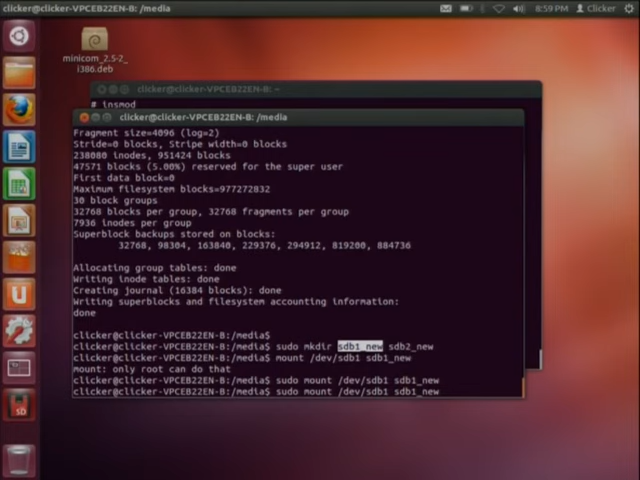 clicker@clicker-VPCEB22EN-B: /media
8:59 PM
Clicker
minicom_2.5-2_
i386.deb
clicker@clicker-VPCEB22EN-B: ~
# insmod
clicker@clicker-VPCEB22EN-B: /media
Fragment size=4096 (log=2)
Stride=0 blocks, Stripe width=0 blocks
238080 inodes, 951424 blocks
47571 blocks (5.00%) reserved for the super user
First data block=0
Maximum filesystem blocks=977272832
30 block groups
32768 blocks per group, 32768 fragments per group
7936 inodes per group
Superblock backups stored on blocks:
32768, 98304, 163840, 229376, 294912, 819200, 884736
Allocating group tables: done
Writing inode tables: done
Creating journal (16384 blocks): done
Writing superblocks and filesystem accounting information:
done
clicker@clicker-VPCEB22EN-B:/media$
clicker@clicker-VPCEB22EN-B:/media$ sudo mkdir sdb1_new sdb2_new
clicker@clicker-VPCEB22EN-B:/media$ mount /dev/sdb1 sdb1_new
mount: only root can do that
clicker@clicker-VPCEB22EN-B:/media$ sudo mount /dev/sdb1 sdb1_new
clicker@clicker-VPCEB22EN-B:/media$ sudo mount /dev/sdb1 sdb1_new
SD